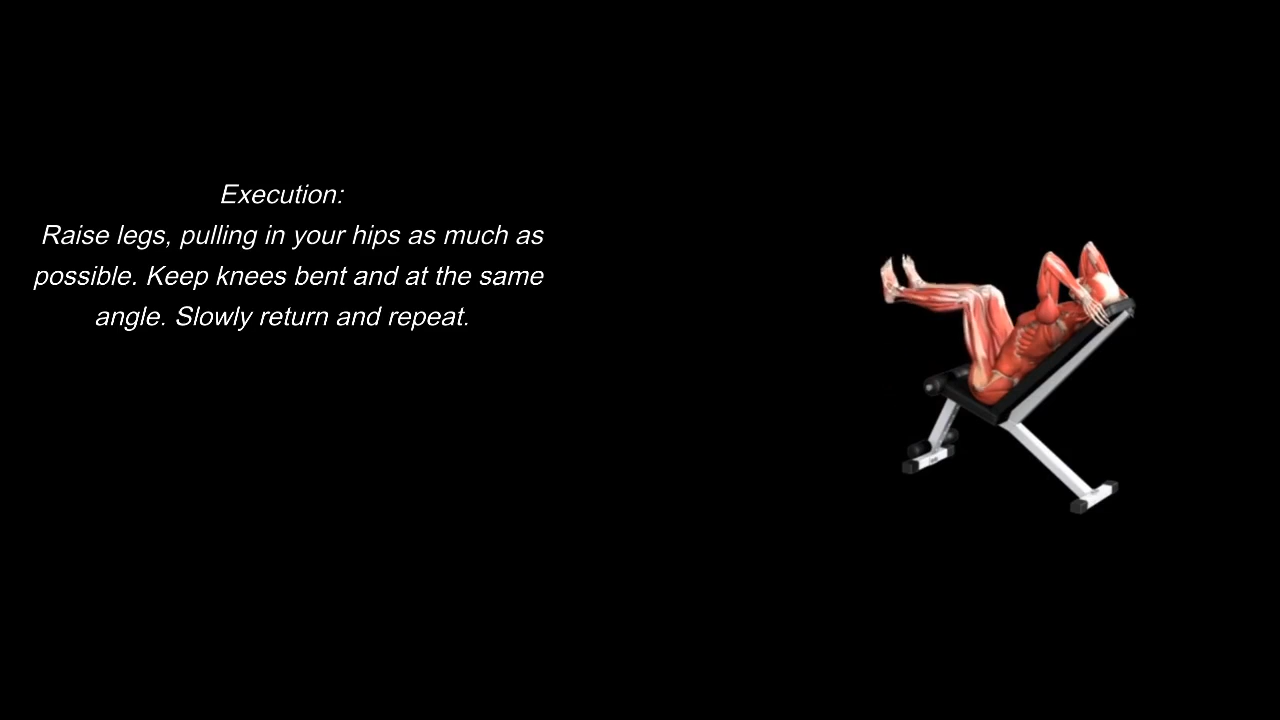 Execution:
Raise legs, pulling in your hips as much as
possible. Keep knees bent and at the same
angle. Slowly return and repeat.